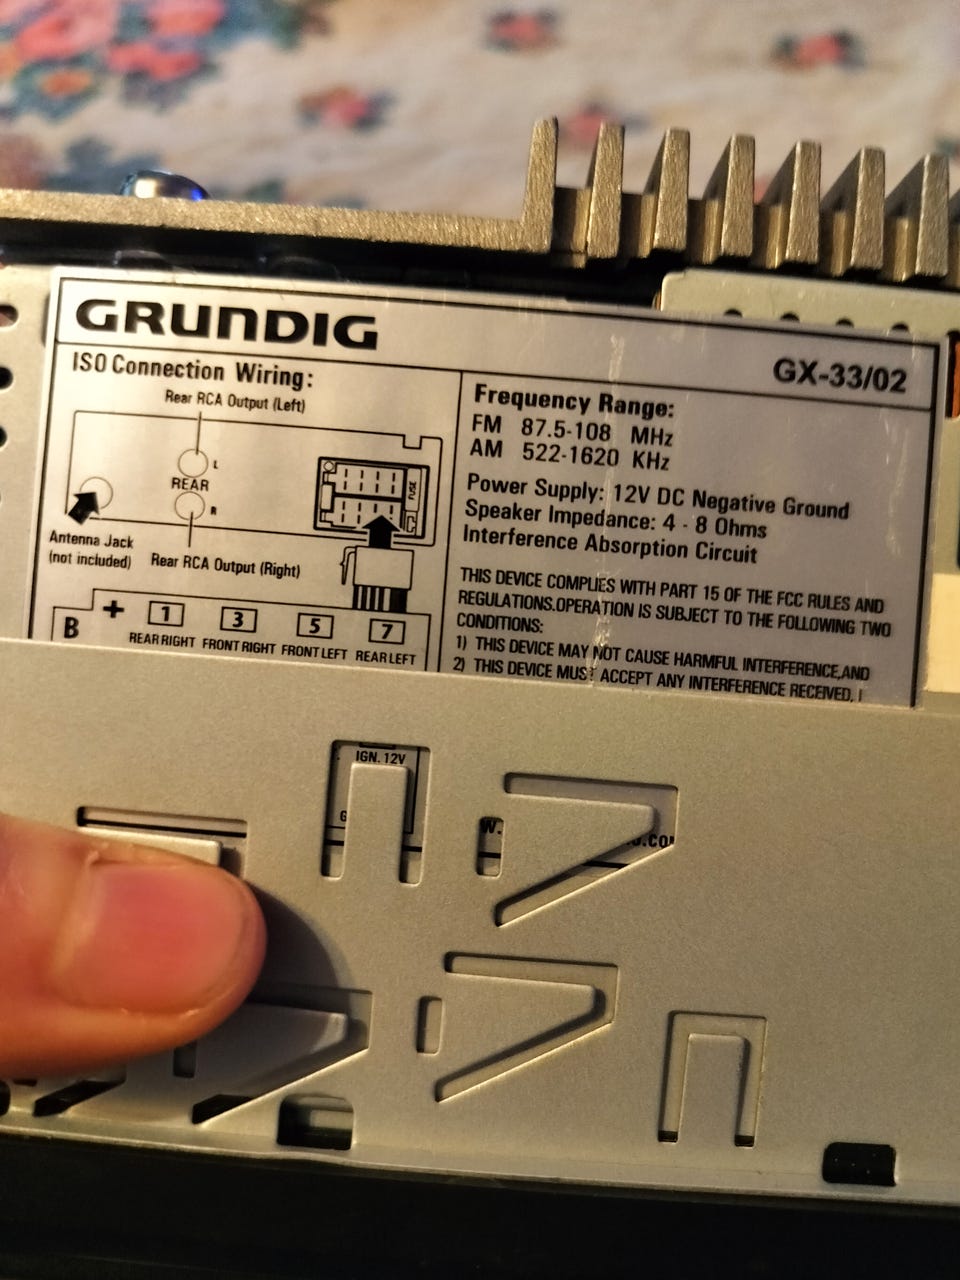 GRUNDIG
GX-33/02
ISO Connection Wiring:
Rear RCA Output (Left)
L
REAR
R
FUSE
Antenna Jack
(not included)
Rear RCA Output (Right)
B
+
1
3
5
7
REAR RIGHT FRONT RIGHT FRONT LEFT REAR LEFT
Frequency Range:
FM 87.5-108 MHz
AM 522-1620 KHz
Power Supply: 12V DC Negative Ground
Speaker Impedance: 4 - 8 Ohms
Interference Absorption Circuit
THIS DEVICE COMPLIES WITH PART 15 OF THE FCC RULES AND
REGULATIONS.OPERATION IS SUBJECT TO THE FOLLOWING TWO
CONDITIONS:
1) THIS DEVICE MAY NOT CAUSE HARMFUL INTERFERENCE,AND
2) THIS DEVICE MUST ACCEPT ANY INTERFERENCE RECEIVED, I
IGN. 12V
G
W.
.CO